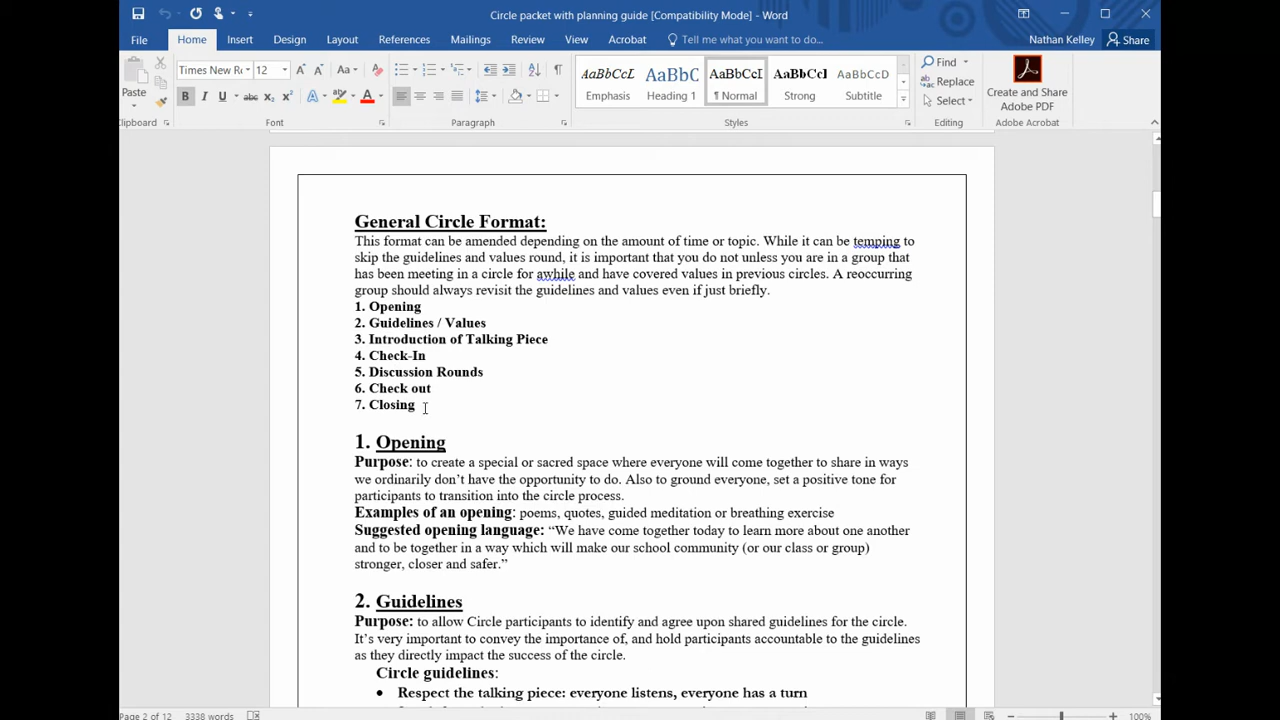 Circle packet with planning guide [Compatibility Mode] - Word
File Home Insert Design Layout References Mailings Review View Acrobat Tell me what you want to do... Nathan Kelley Share
Times New Ro 12 Aa
AaBbCcL AaBbC AaBbCcI AaBbCcI AaBbCcD
Emphasis Heading 1 ¶ Normal Strong Subtitle
Find
Replace
Select
Paste
B I U abc x₂ x² A A
Create and Share
Adobe PDF
Clipboard Font Paragraph Styles Editing Adobe Acrobat
General Circle Format:
This format can be amended depending on the amount of time or topic. While it can be temping to
skip the guidelines and values round, it is important that you do not unless you are in a group that
has been meeting in a circle for awhile and have covered values in previous circles. A reoccurring
group should always revisit the guidelines and values even if just briefly.
1. Opening
2. Guidelines / Values
3. Introduction of Talking Piece
4. Check-In
5. Discussion Rounds
6. Check out
7. Closing
1. Opening
Purpose: to create a special or sacred space where everyone will come together to share in ways
we ordinarily don’t have the opportunity to do. Also to ground everyone, set a positive tone for
participants to transition into the circle process.
Examples of an opening: poems, quotes, guided meditation or breathing exercise
Suggested opening language: “We have come together today to learn more about one another
and to be together in a way which will make our school community (or our class or group)
stronger, closer and safer.”
2. Guidelines
Purpose: to allow Circle participants to identify and agree upon shared guidelines for the circle.
It’s very important to convey the importance of, and hold participants accountable to the guidelines
as they directly impact the success of the circle.
Circle guidelines:
• Respect the talking piece: everyone listens, everyone has a turn
Page 2 of 12 3338 words 100%